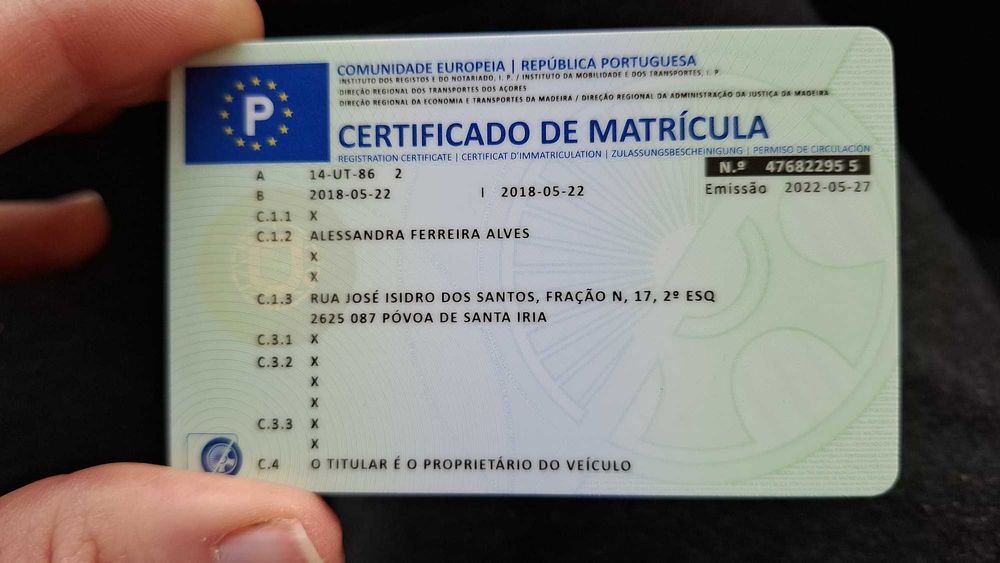 P
COMUNIDADE EUROPEIA | REPÚBLICA PORTUGUESA
INSTITUTO DOS REGISTOS E DO NOTARIADO, I. P. / INSTITUTO DA MOBILIDADE E DOS TRANSPORTES, I. P.
DIREÇÃO REGIONAL DOS TRANSPORTES DOS AÇORES
DIREÇÃO REGIONAL DA ECONOMIA E TRANSPORTES DA MADEIRA / DIREÇÃO REGIONAL DA ADMINISTRAÇÃO DA JUSTIÇA DA MADEIRA
CERTIFICADO DE MATRÍCULA
REGISTRATION CERTIFICATE | CERTIFICAT D'IMMATRICULATION | ZULASSUNGSBESCHEINIGUNG | PERMISO DE CIRCULACIÓN
N.º 47682295 5
A 14-UT-86 2
Emissão 2022-05-27
B 2018-05-22 I 2018-05-22
C.1.1 X
C.1.2 ALESSANDRA FERREIRA ALVES
X
X
C.1.3 RUA JOSÉ ISIDRO DOS SANTOS, FRAÇÃO N, 17, 2º ESQ
2625 087 PÓVOA DE SANTA IRIA
C.3.1 X
C.3.2 X
X
X
C.3.3 X
X
C.4 O TITULAR É O PROPRIETÁRIO DO VEÍCULO